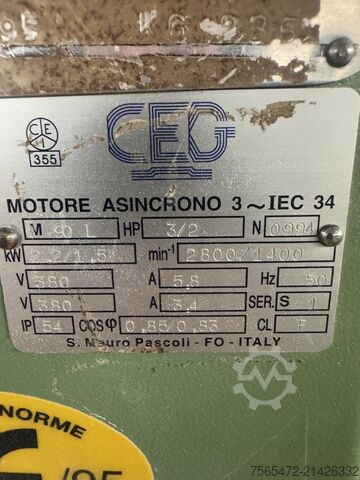 CEI
355
CEG
MOTORE ASINCRONO 3~IEC 34
M 90 L HP 3/2 N 0994
kW 2.2/1.5 min-1 2800/1400
V 380 A 5,8 Hz 50
V 380 A 3,4 SER. S 1
IP 54 COSφ 0,85/0,83 CL F
S. Mauro Pascoli - FO - ITALY
NORME
/95
7565472-21426332